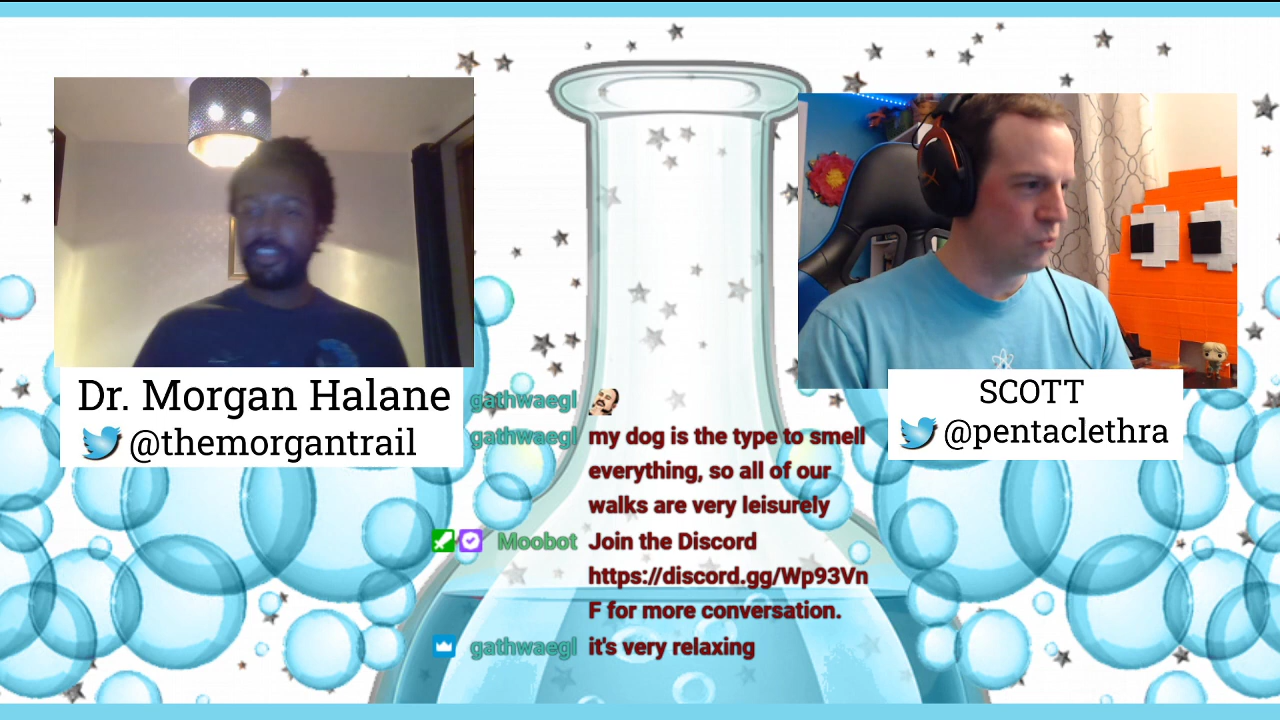 Dr. Morgan Halane
@themorgantrail
SCOTT
@pentaclethra
gathwaegl
gathwaegl my dog is the type to smell
everything, so all of our
walks are very leisurely
Moobot Join the Discord
https://discord.gg/Wp93Vn
F for more conversation.
gathwaegl it's very relaxing